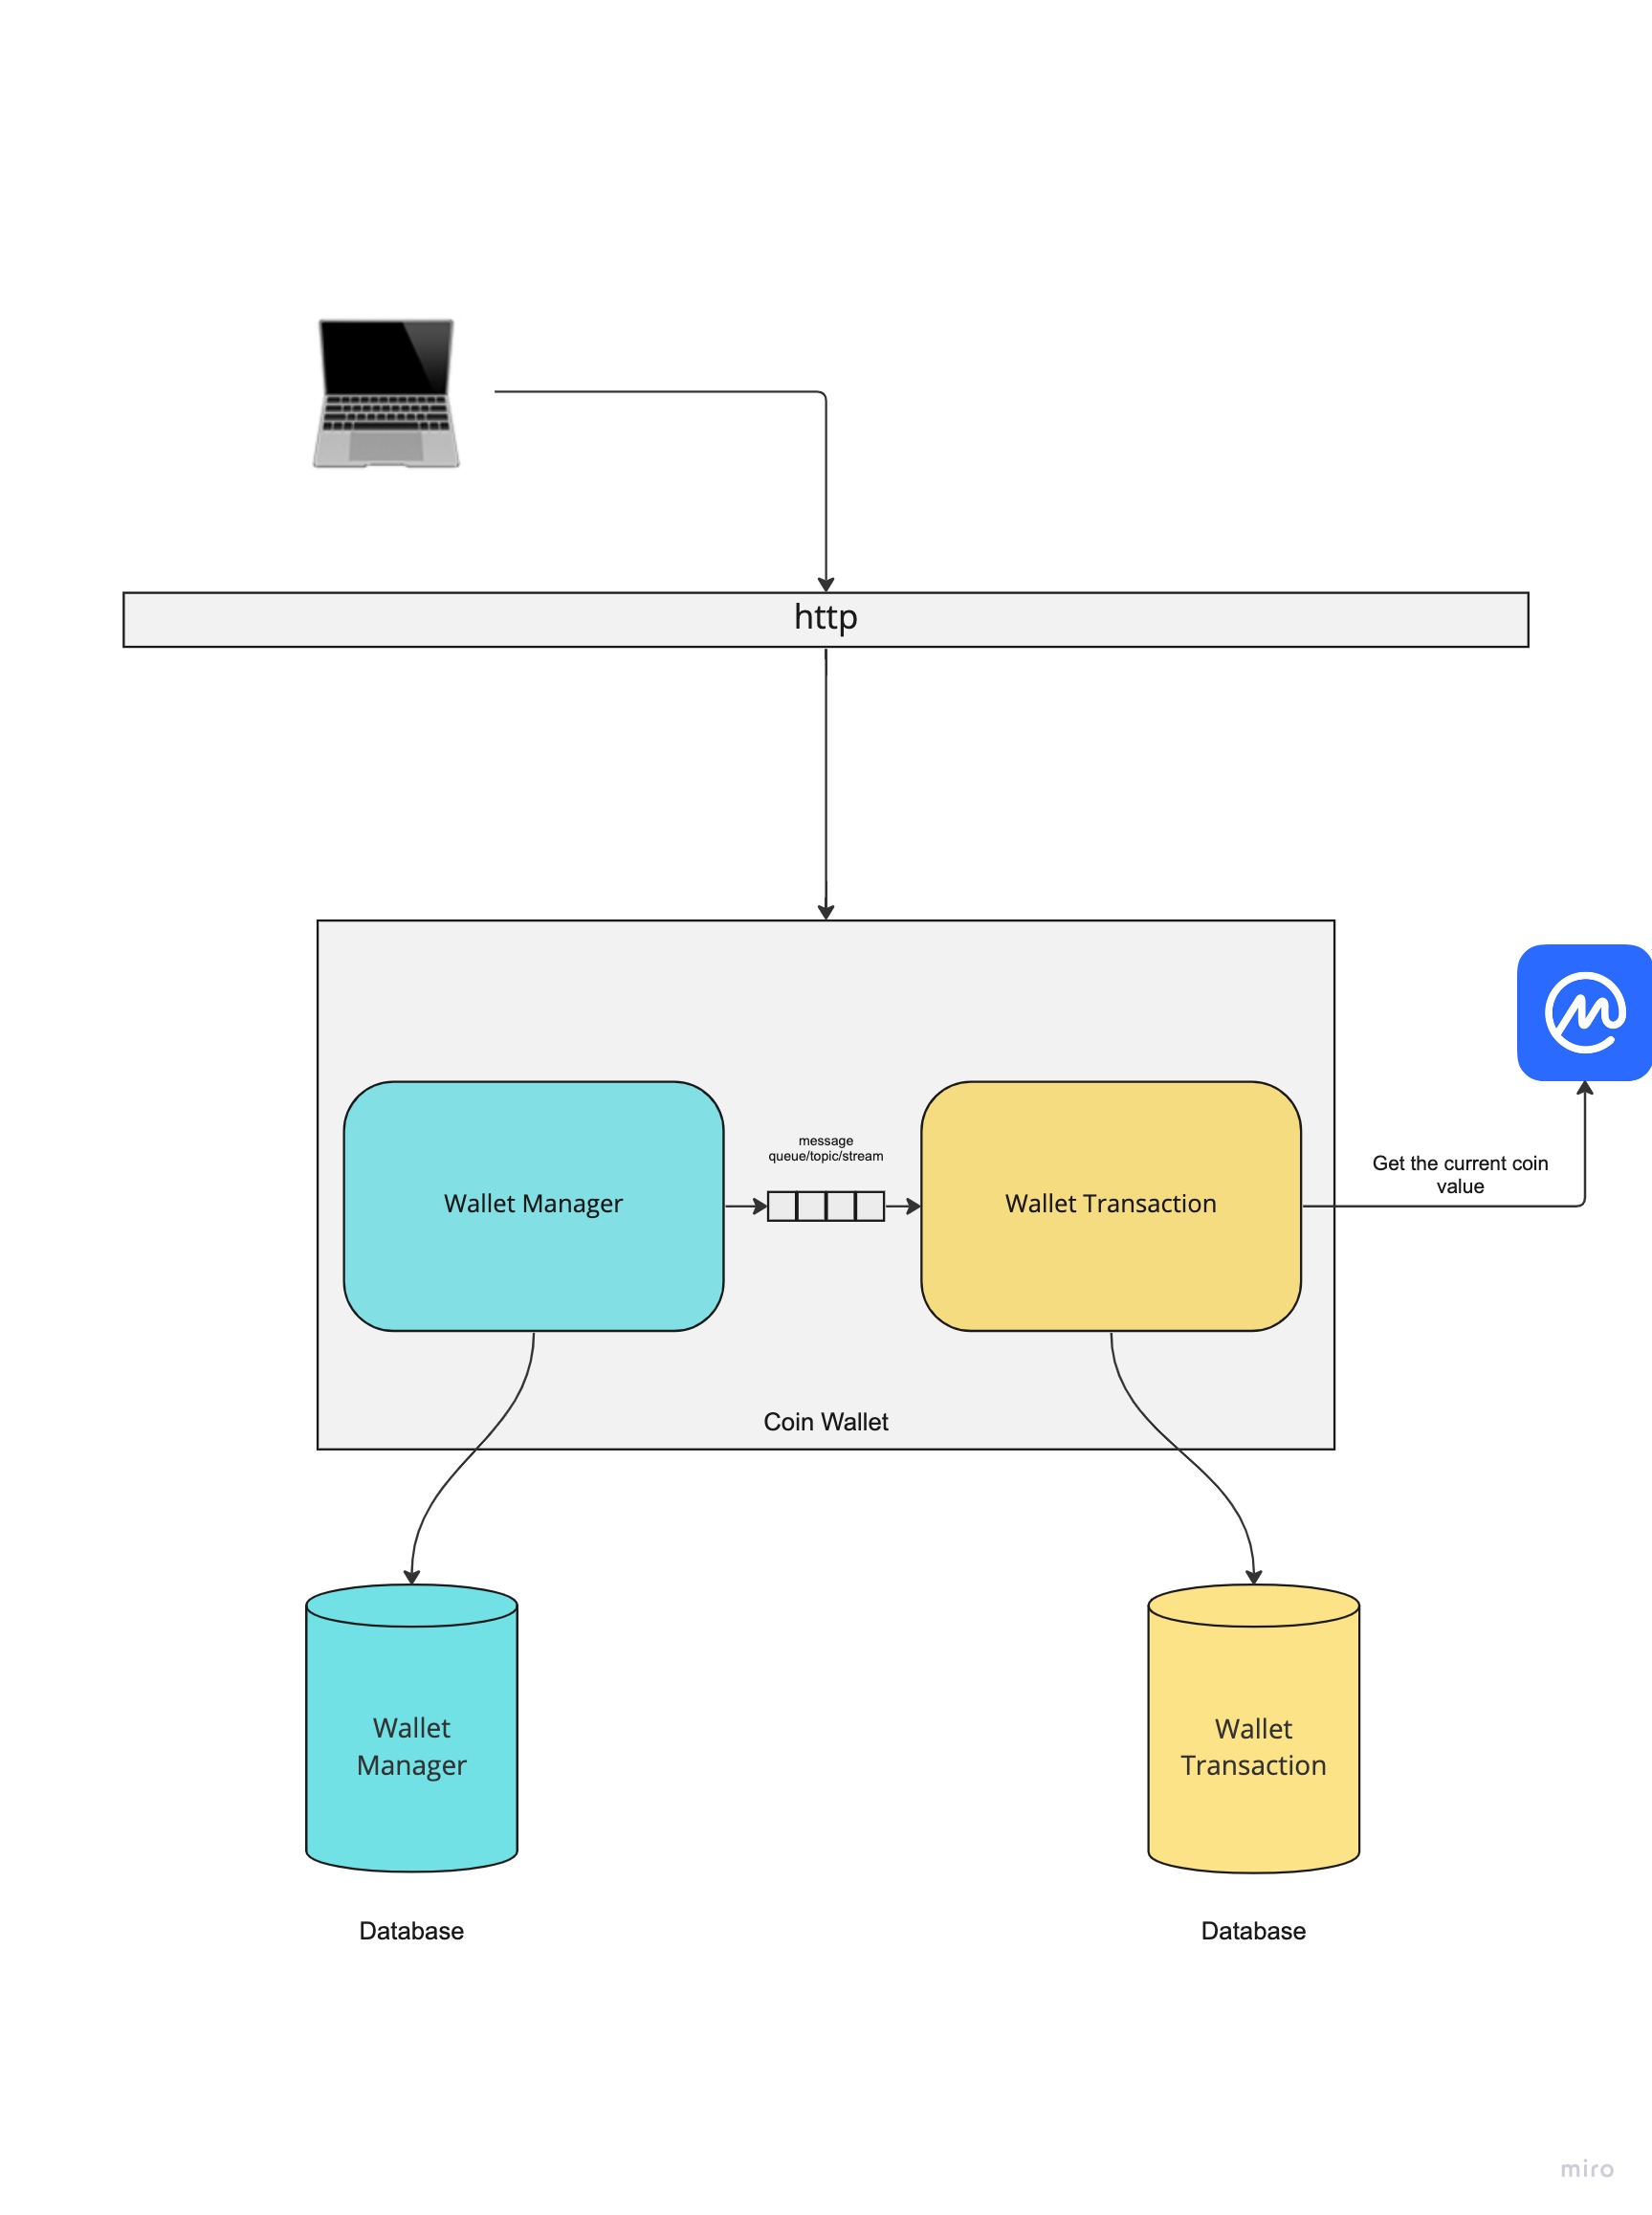 http
message
queue/topic/stream
Wallet Manager
Wallet Transaction
Get the current coin
value
Coin Wallet
Wallet
Manager
Wallet
Transaction
Database
Database
miro